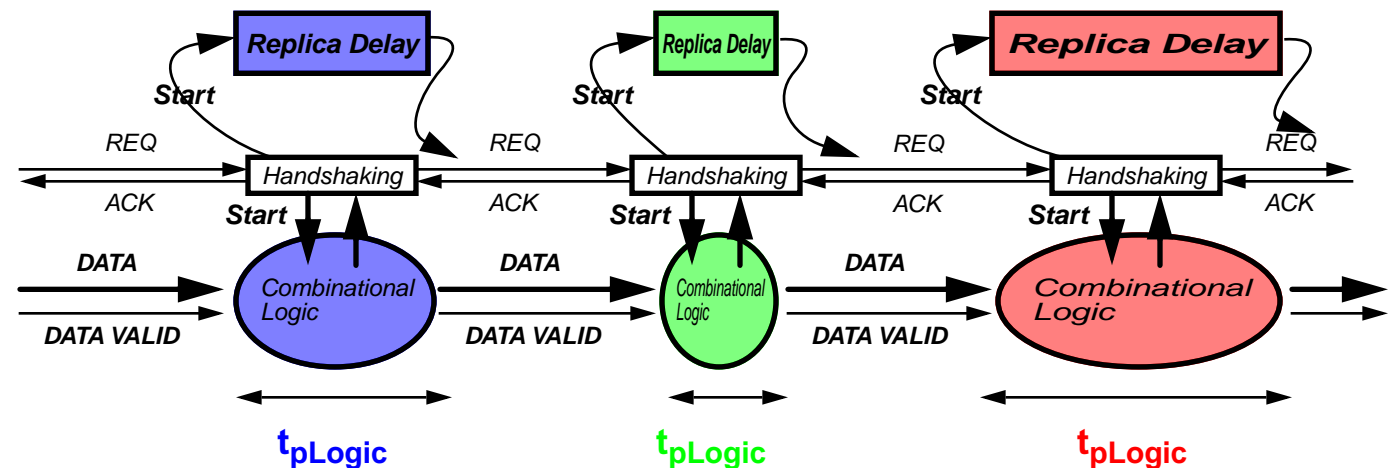 Replica Delay
Replica Delay
Replica Delay
Start
Start
Start
REQ
REQ
REQ
REQ
Handshaking
Handshaking
Handshaking
ACK
ACK
ACK
ACK
Start
Start
Start
DATA
DATA
DATA
Combinational
Logic
Combinational
Logic
Combinational
Logic
DATA VALID
DATA VALID
DATA VALID
tpLogic
tpLogic
tpLogic